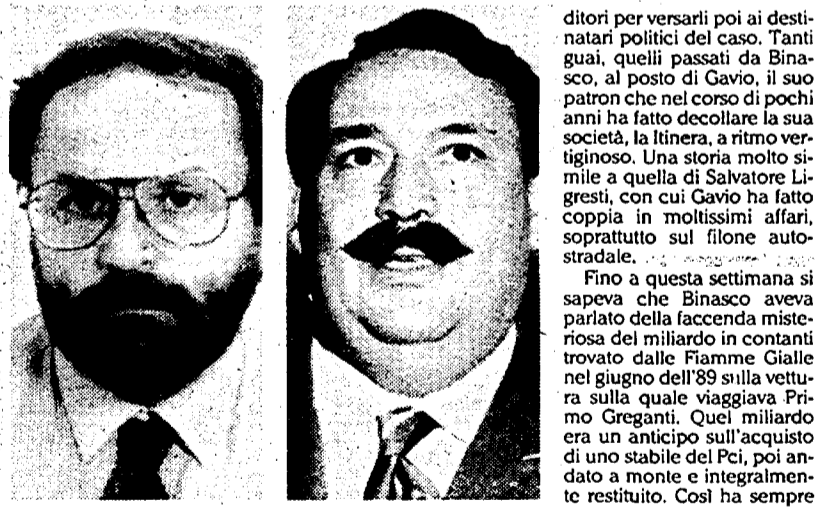 ditori per versarli poi ai desti-
natari politici del caso. Tanti
guai, quelli passati da Bina-
sco, al posto di Gavio, il suo
patron che nel corso di pochi
anni ha fatto decollare la sua
società, la Itinera, a ritmo ver-
tiginoso. Una storia molto si-
mile a quella di Salvatore Li-
gresti, con cui Gavio ha fatto
coppia in moltissimi affari,
soprattutto sul filone auto-
stradale.
Fino a questa settimana si
sapeva che Binasco aveva
parlato della faccenda miste-
riosa del miliardo in contanti
trovato dalle Fiamme Gialle
nel giugno dell'89 sulla vettu-
ra sulla quale viaggiava Pri-
mo Greganti. Quel miliardo
era un anticipo sull'acquisto
di uno stabile del Pci, poi an-
dato a monte e integralmen-
te restituito. Così ha sempre